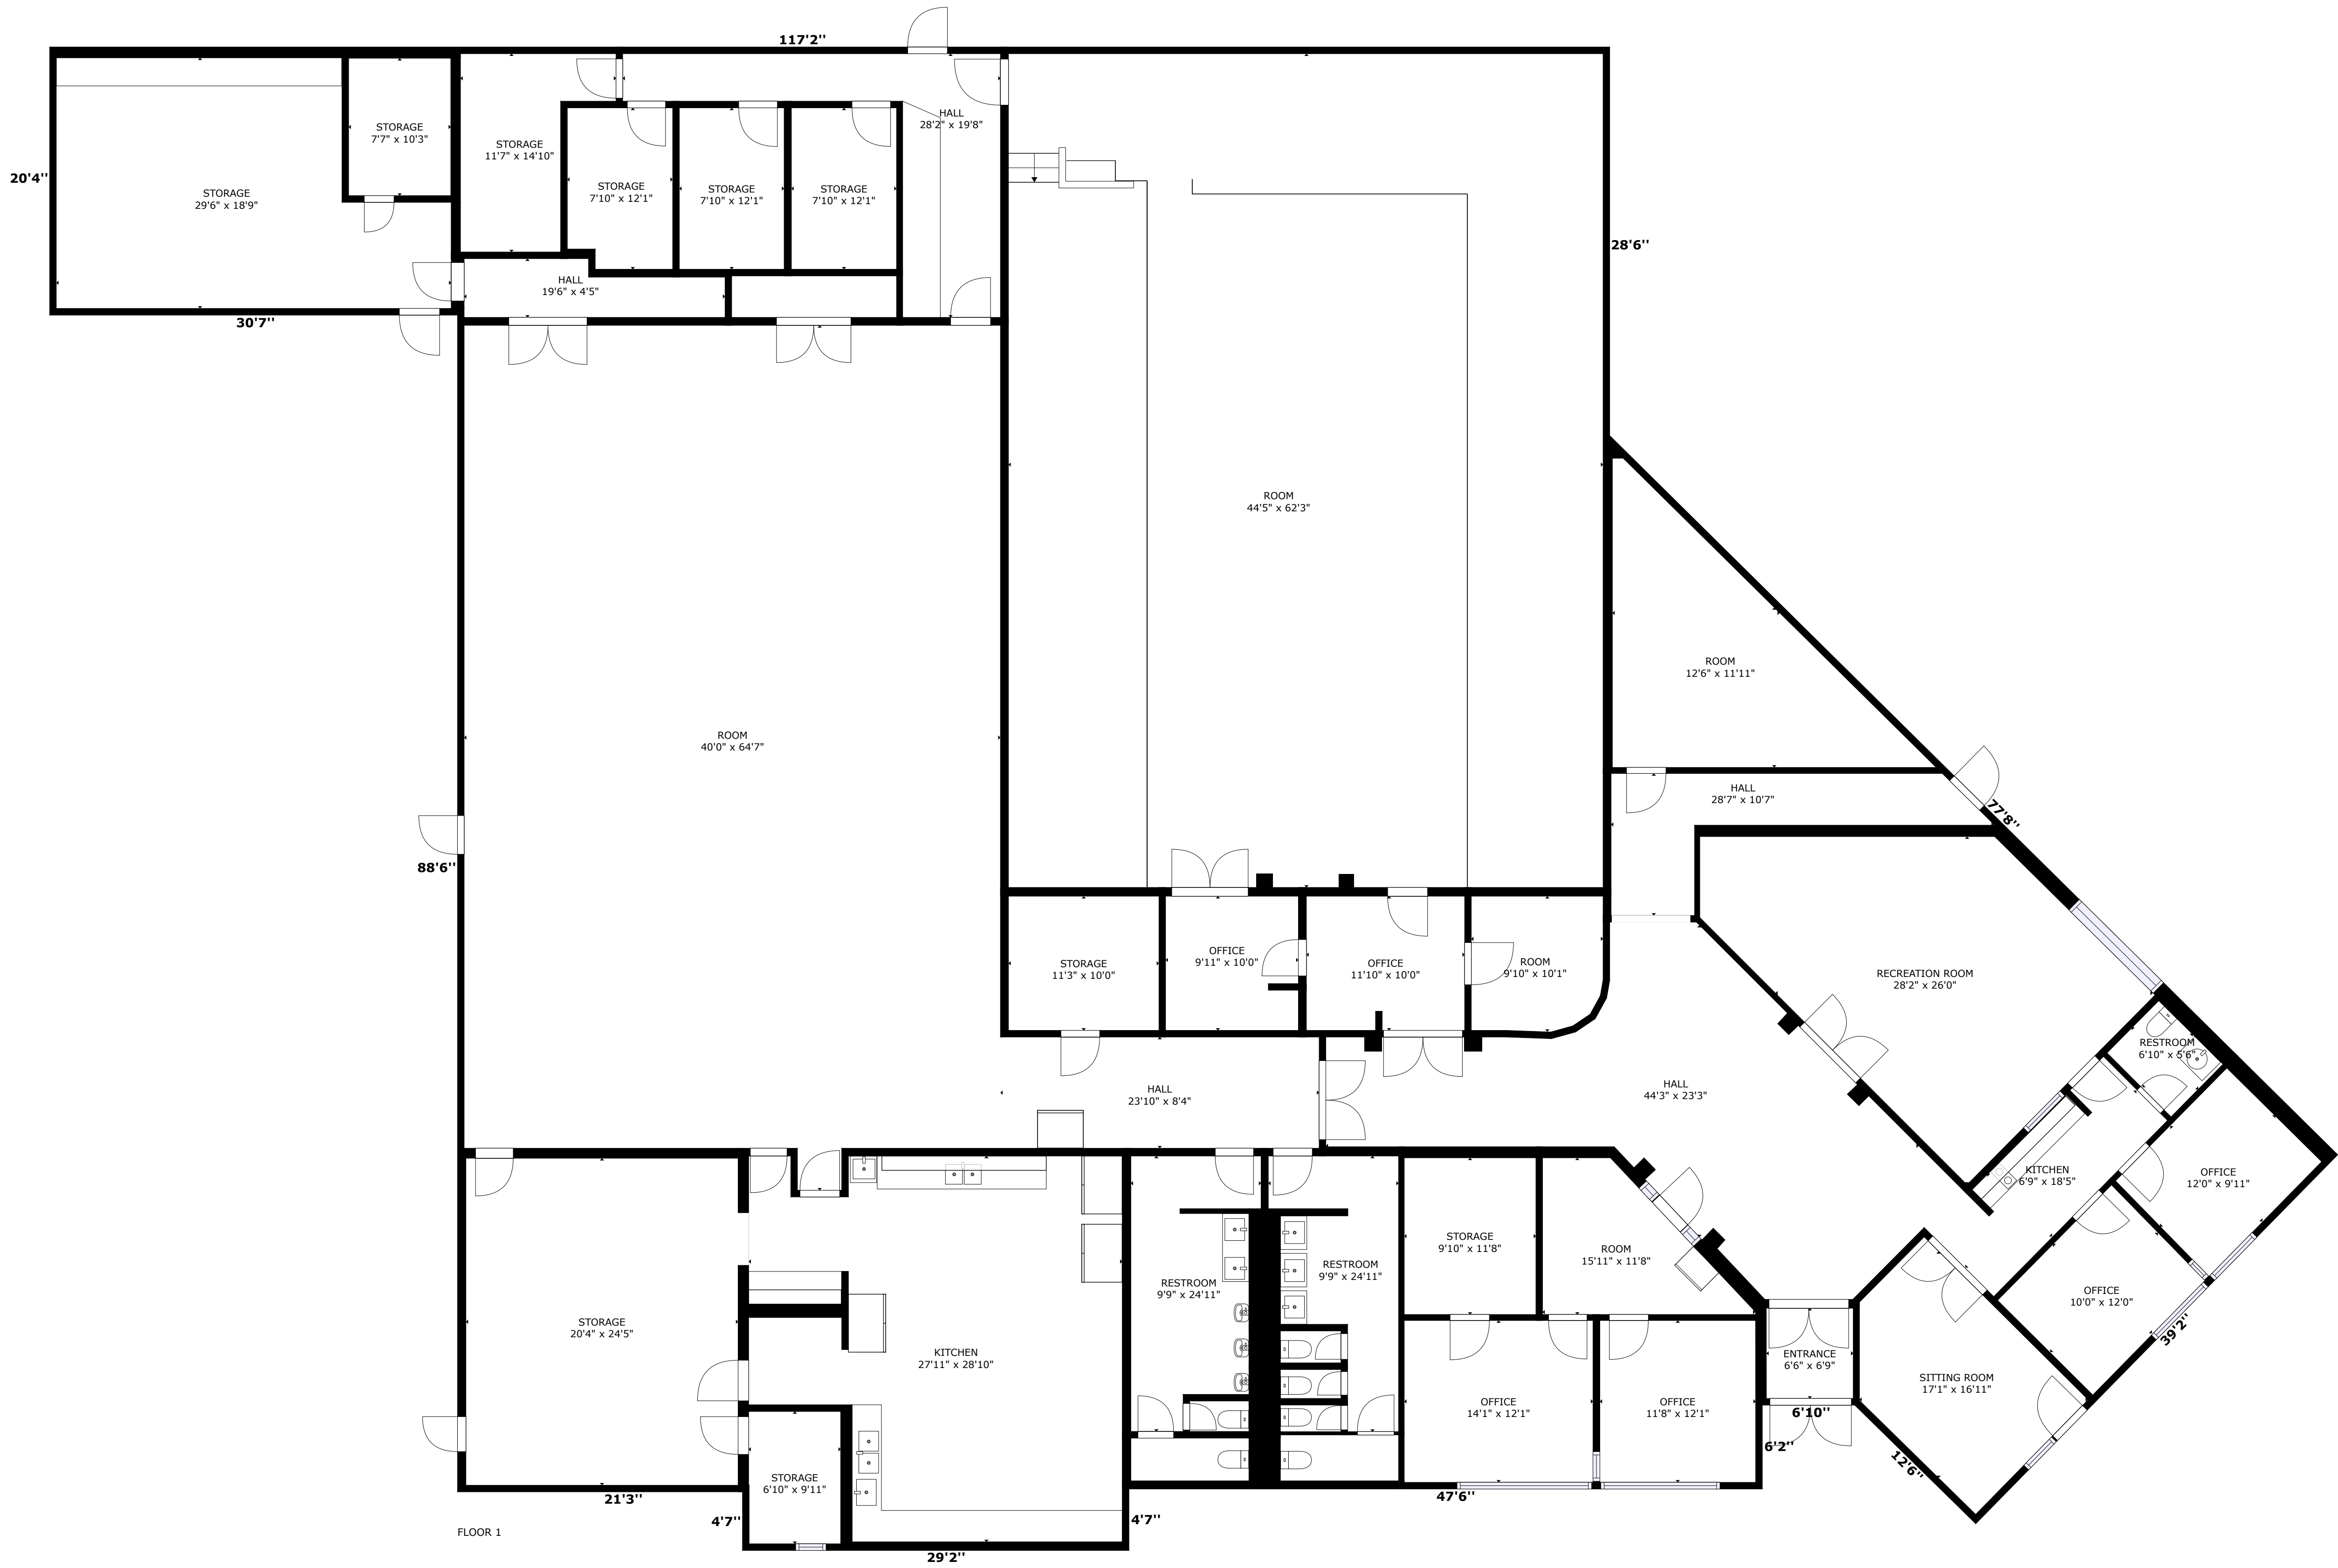 117'2''
STORAGE
7'7" x 10'3"
HALL
28'2" x 19'8"
STORAGE
11'7" x 14'10"
20'4''
STORAGE
29'6" x 18'9"
STORAGE
7'10" x 12'1"
STORAGE
7'10" x 12'1"
STORAGE
7'10" x 12'1"
28'6''
HALL
19'6" x 4'5"
30'7''
ROOM
44'5" x 62'3"
ROOM
12'6" x 11'11"
ROOM
40'0" x 64'7"
HALL
28'7" x 10'7"
77'8''
88'6''
STORAGE
11'3" x 10'0"
OFFICE
9'11" x 10'0"
OFFICE
11'10" x 10'0"
ROOM
9'10" x 10'1"
RECREATION ROOM
28'2" x 26'0"
RESTROOM
6'10" x 5'6"
HALL
23'10" x 8'4"
HALL
44'3" x 23'3"
KITCHEN
6'9" x 18'5"
OFFICE
12'0" x 9'11"
STORAGE
9'10" x 11'8"
ROOM
15'11" x 11'8"
RESTROOM
9'9" x 24'11"
RESTROOM
9'9" x 24'11"
OFFICE
10'0" x 12'0"
39'2''
STORAGE
20'4" x 24'5"
KITCHEN
27'11" x 28'10"
ENTRANCE
6'6" x 6'9"
SITTING ROOM
17'1" x 16'11"
OFFICE
14'1" x 12'1"
OFFICE
11'8" x 12'1"
6'10''
6'2''
12'6''
STORAGE
6'10" x 9'11"
21'3''
47'6''
4'7''
4'7''
FLOOR 1
29'2''